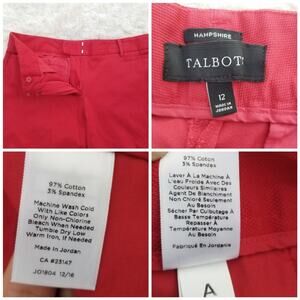 HAMPSHIRE
TALBOTS
12
MADE IN
JORDAN
97% Cotton
3% Spandex
Machine Wash Cold
With Like Colors
Only Non-Chlorine
Bleach When Needed
Tumble Dry Low
Warm Iron, If Needed
Made In Jordan
CA #23147
JO1804 12/16
97% Cotton
3% Spandex
Laver À La Machine À
L'eau Froide Avec Des
Couleurs Similaires
Agent De Blanchiment
Non Chloré Seulement
Au Besoin
Sécher Par Culbutage À
Basse Température
Repasser À
Température Moyenne
Au Besoin
Fabriqué En Jordanie
A